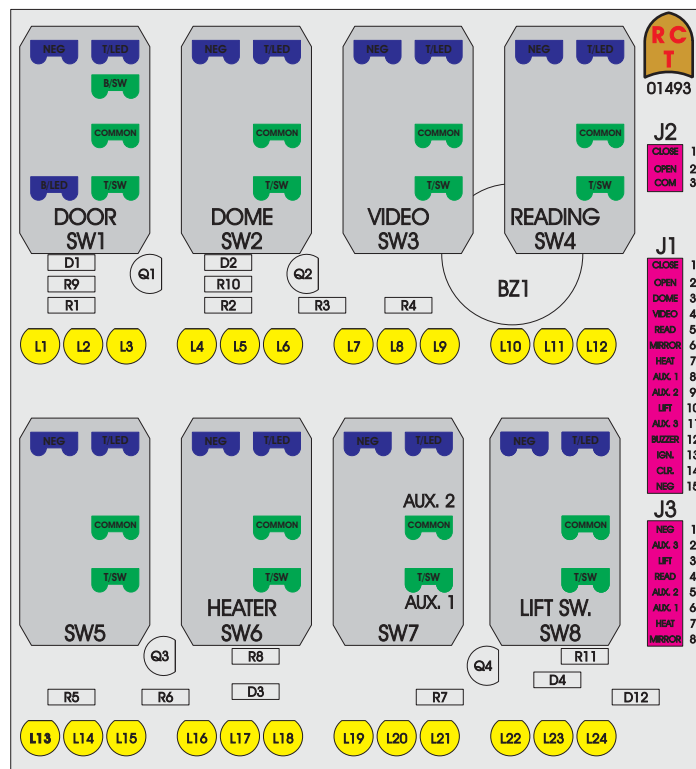 NEG T/LED NEG T/LED NEG T/LED NEG T/LED
R C
T
01493
B/SW
COMMON COMMON COMMON COMMON
B/LED T/SW T/SW T/SW T/SW
DOOR DOME VIDEO READING
SW1 SW2 SW3 SW4
D1 Q1 D2 Q2
R9 R10 BZ1
R1 R2 R3 R4
L1 L2 L3 L4 L5 L6 L7 L8 L9 L10 L11 L12
J2
CLOSE 1
OPEN 2
COM 3
J1
CLOSE 1
OPEN 2
DOME 3
VIDEO 4
READ 5
MIRROR 6
HEAT 7
AUX. 1 8
AUX. 2 9
LIFT 10
AUX. 3 11
BUZZER 12
IGN. 13
CLR. 14
NEG 15
J3
NEG 1
AUX. 3 2
LIFT 3
READ 4
AUX. 2 5
AUX. 1 6
HEAT 7
MIRROR 8
NEG T/LED NEG T/LED NEG T/LED NEG T/LED
AUX. 2
COMMON COMMON COMMON COMMON
T/SW T/SW T/SW T/SW
AUX. 1
HEATER LIFT SW.
SW5 SW6 SW7 SW8
Q3 R8 Q4 R11
D3 D4
R5 R6 R7 D12
L13 L14 L15 L16 L17 L18 L19 L20 L21 L22 L23 L24